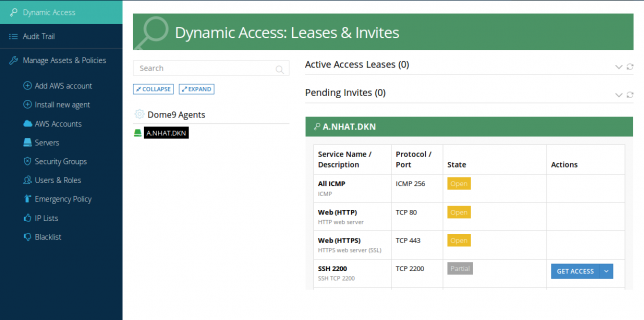 Dynamic Access
Audit Trail
Manage Assets & Policies
Add AWS account
Install new agent
AWS Accounts
Servers
Security Groups
Users & Roles
Emergency Policy
IP Lists
Blacklist
Dynamic Access: Leases & Invites
Search
COLLAPSE
EXPAND
Dome9 Agents
A.NHAT.DKN
Active Access Leases (0)
Pending Invites (0)
A.NHAT.DKN
Service Name / Description
Protocol / Port
State
Actions
All ICMP
ICMP
ICMP 256
Open
Web (HTTP)
HTTP web server
TCP 80
Open
Web (HTTPS)
HTTPS web server (SSL)
TCP 443
Open
SSH 2200
SSH TCP 2200
TCP 2200
Partial
GET ACCESS